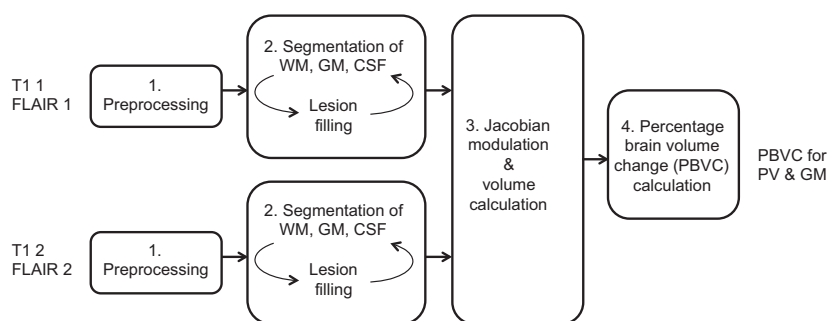 T1 1
FLAIR 1
1.
Preprocessing
2. Segmentation of
WM, GM, CSF
Lesion
filling
T1 2
FLAIR 2
1.
Preprocessing
2. Segmentation of
WM, GM, CSF
Lesion
filling
3. Jacobian
modulation
&
volume
calculation
4. Percentage
brain volume
change (PBVC)
calculation
PBVC for
PV & GM